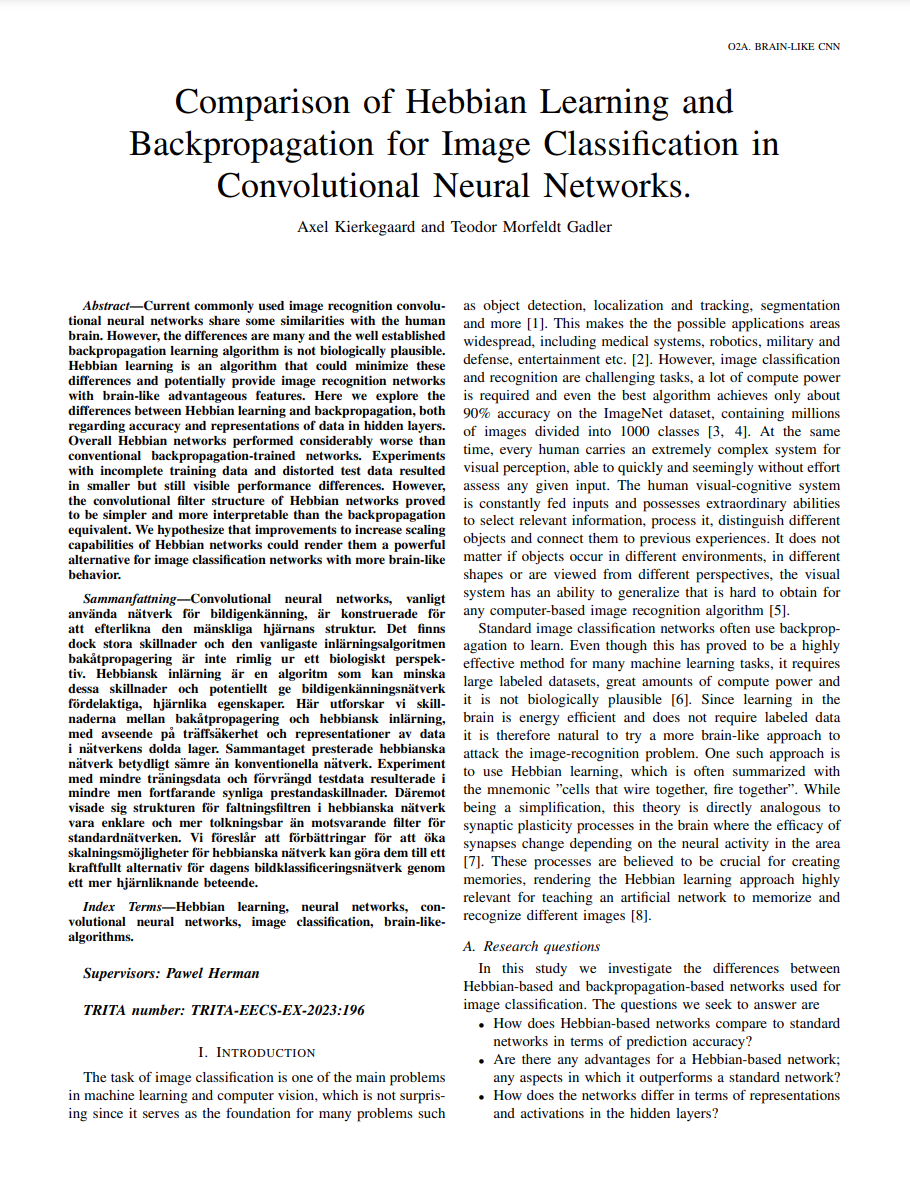 O2A. BRAIN-LIKE CNN
Comparison of Hebbian Learning and
Backpropagation for Image Classification in
Convolutional Neural Networks.
Axel Kierkegaard and Teodor Morfeldt Gadler
Abstract—Current commonly used image recognition convolu-
tional neural networks share some similarities with the human
brain. However, the differences are many and the well established
backpropagation learning algorithm is not biologically plausible.
Hebbian learning is an algorithm that could minimize these
differences and potentially provide image recognition networks
with brain-like advantageous features. Here we explore the
differences between Hebbian learning and backpropagation, both
regarding accuracy and representations of data in hidden layers.
Overall Hebbian networks performed considerably worse than
conventional backpropagation-trained networks. Experiments
with incomplete training data and distorted test data resulted
in smaller but still visible performance differences. However,
the convolutional filter structure of Hebbian networks proved
to be simpler and more interpretable than the backpropagation
equivalent. We hypothesize that improvements to increase scaling
capabilities of Hebbian networks could render them a powerful
alternative for image classification networks with more brain-like
behavior.
Sammanfattning—Convolutional neural networks, vanligt
använda nätverk för bildigenkänning, är konstruerade för
att efterlikna den mänskliga hjärnans struktur. Det finns
dock stora skillnader och den vanligaste inlärningsalgoritmen
bakåtpropagering är inte rimlig ur ett biologiskt perspek-
tiv. Hebbiansk inlärning är en algoritm som kan minska
dessa skillnader och potentiellt ge bildigenkänningsnätverk
fördelaktiga, hjärnlika egenskaper. Här utforskar vi skill-
naderna mellan bakåtpropagering och hebbiansk inlärning,
med avseende på träffsäkerhet och representationer av data
i nätverkens dolda lager. Sammantaget presterade hebbianska
nätverk betydligt sämre än konventionella nätverk. Experiment
med mindre träningsdata och förvrängd testdata resulterade i
mindre men fortfarande synliga prestandaskillnader. Däremot
visade sig strukturen för faltningsfiltren i hebbianska nätverk
vara enklare och mer tolkningsbar än motsvarande filter för
standardnätverken. Vi föreslår att förbättringar för att öka
skalningsmöjligheter för hebbianska nätverk kan göra dem till ett
kraftfullt alternativ för dagens bildklassificeringsnätverk genom
ett mer hjärnliknande beteende.
Index Terms—Hebbian learning, neural networks, con-
volutional neural networks, image classification, brain-like-
algorithms.
Supervisors: Pawel Herman
TRITA number: TRITA-EECS-EX-2023:196
I. INTRODUCTION
The task of image classification is one of the main problems
in machine learning and computer vision, which is not surpris-
ing since it serves as the foundation for many problems such
as object detection, localization and tracking, segmentation
and more [1]. This makes the the possible applications areas
widespread, including medical systems, robotics, military and
defense, entertainment etc. [2]. However, image classification
and recognition are challenging tasks, a lot of compute power
is required and even the best algorithm achieves only about
90% accuracy on the ImageNet dataset, containing millions
of images divided into 1000 classes [3, 4]. At the same
time, every human carries an extremely complex system for
visual perception, able to quickly and seemingly without effort
assess any given input. The human visual-cognitive system
is constantly fed inputs and possesses extraordinary abilities
to select relevant information, process it, distinguish different
objects and connect them to previous experiences. It does not
matter if objects occur in different environments, in different
shapes or are viewed from different perspectives, the visual
system has an ability to generalize that is hard to obtain for
any computer-based image recognition algorithm [5].
Standard image classification networks often use backprop-
agation to learn. Even though this has proved to be a highly
effective method for many machine learning tasks, it requires
large labeled datasets, great amounts of compute power and
it is not biologically plausible [6]. Since learning in the
brain is energy efficient and does not require labeled data
it is therefore natural to try a more brain-like approach to
attack the image-recognition problem. One such approach is
to use Hebbian learning, which is often summarized with
the mnemonic ”cells that wire together, fire together”. While
being a simplification, this theory is directly analogous to
synaptic plasticity processes in the brain where the efficacy of
synapses change depending on the neural activity in the area
[7]. These processes are believed to be crucial for creating
memories, rendering the Hebbian learning approach highly
relevant for teaching an artificial network to memorize and
recognize different images [8].
A. Research questions
In this study we investigate the differences between
Hebbian-based and backpropagation-based networks used for
image classification. The questions we seek to answer are
• How does Hebbian-based networks compare to standard
networks in terms of prediction accuracy?
• Are there any advantages for a Hebbian-based network;
any aspects in which it outperforms a standard network?
• How does the networks differ in terms of representations
and activations in the hidden layers?